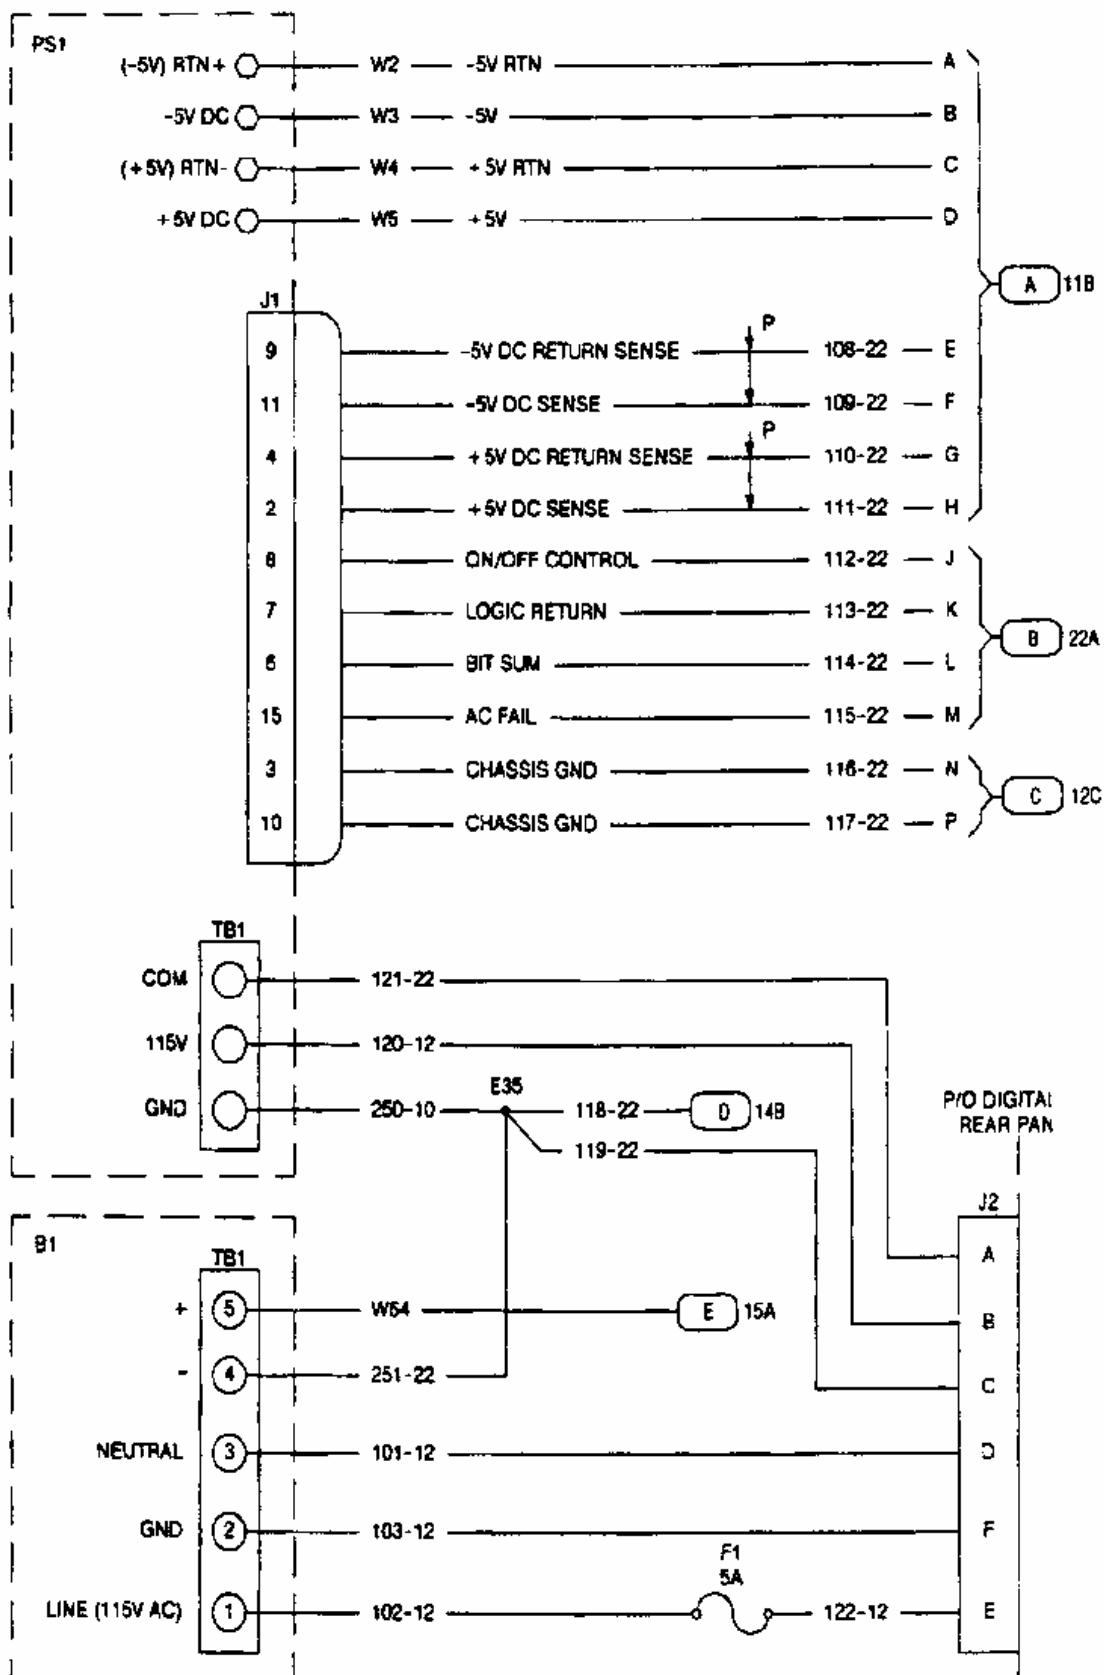 PS1
(-5V) RTN + W2 -5V RTN A
-5V DC W3 -5V B
(+5V) RTN- W4 +5V RTN C
+5V DC W5 +5V D
A 11B
J1
P
9 -5V DC RETURN SENSE 108-22 E
11 -5V DC SENSE 109-22 F
P
4 +5V DC RETURN SENSE 110-22 G
2 +5V DC SENSE 111-22 H
8 ON/OFF CONTROL 112-22 J
7 LOGIC RETURN 113-22 K
B 22A
6 BIT SUM 114-22 L
15 AC FAIL 115-22 M
3 CHASSIS GND 116-22 N
C 12C
10 CHASSIS GND 117-22 P
TB1
COM 121-22
115V 120-12
E35
GND 250-10 118-22 D 14B
119-22
P/O DIGITAL
REAR PAN
J2
B1
TB1
A
+ 5 W64 E 15A
B
- 4 251-22
C
NEUTRAL 3 101-12 D
GND 2 103-12 F
F1
5A
LINE (115V AC) 1 102-12 122-12 E